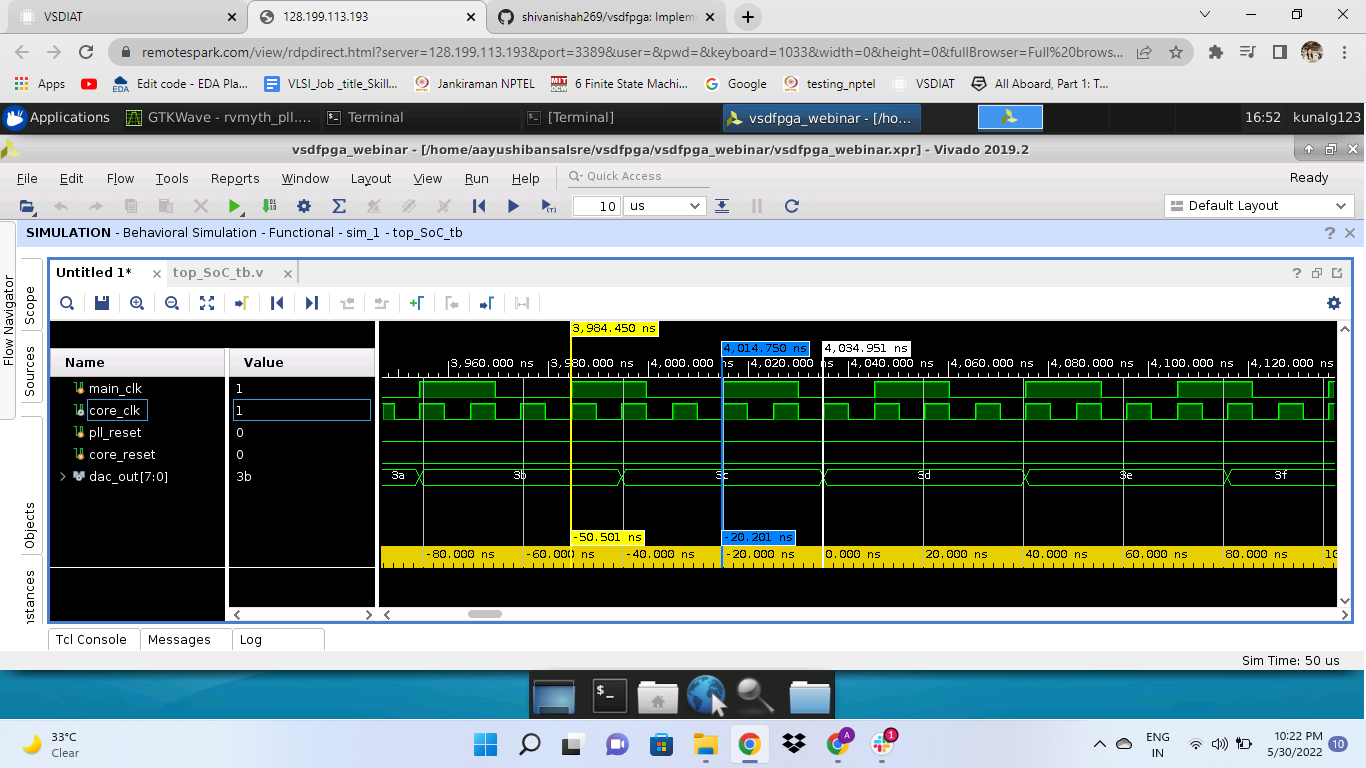 VSDIAT
128.199.113.193
shivanishah269/vsdfpga: Implem
remotespark.com/view/rdpdirect.html?server=128.199.113.193&port=3389&user=&pwd=&keyboard=1033&width=0&height=0&fullBrowser=Full%20brows...
Apps
Edit code - EDA Pla...
VLSI_Job _title_Skill...
Jankiraman NPTEL
6 Finite State Machi...
Google
testing_nptel
VSDIAT
All Aboard, Part 1: T...
Applications
GTKWave - rvmyth_pll....
Terminal
[Terminal]
vsdfpga_webinar - [/ho...
16:52 kunalg123
vsdfpga_webinar - [/home/aayushibansalsre/vsdfpga/vsdfpga_webinar/vsdfpga_webinar.xpr] - Vivado 2019.2
File Edit Flow Tools Reports Window Layout View Run Help
Quick Access
Ready
10 us
Default Layout
SIMULATION - Behavioral Simulation - Functional - sim_1 - top_SoC_tb
Flow Navigator
Scope
Sources
Objects
Untitled 1*
top_SoC_tb.v
3,984.450 ns
4,014.750 ns
4,034.951 ns
3,960.000 ns
4,000.000 ns
4,020.000 ns
4,040.000 ns
4,060.000 ns
4,080.000 ns
4,100.000 ns
4,120.000 ns
Name Value
main_clk 1
core_clk 1
pll_reset 0
core_reset 0
dac_out[7:0] 3b
3a 3b 3c 3d 3e 3f
-50.501 ns
-20.201 ns
-80.000 ns
-60.000 ns
-40.000 ns
-20.000 ns
0.000 ns
20.000 ns
40.000 ns
60.000 ns
80.000 ns
Tcl Console
Messages
Log
Sim Time: 50 us
33°C
Clear
A
1
ENG
IN
10:22 PM
5/30/2022
10